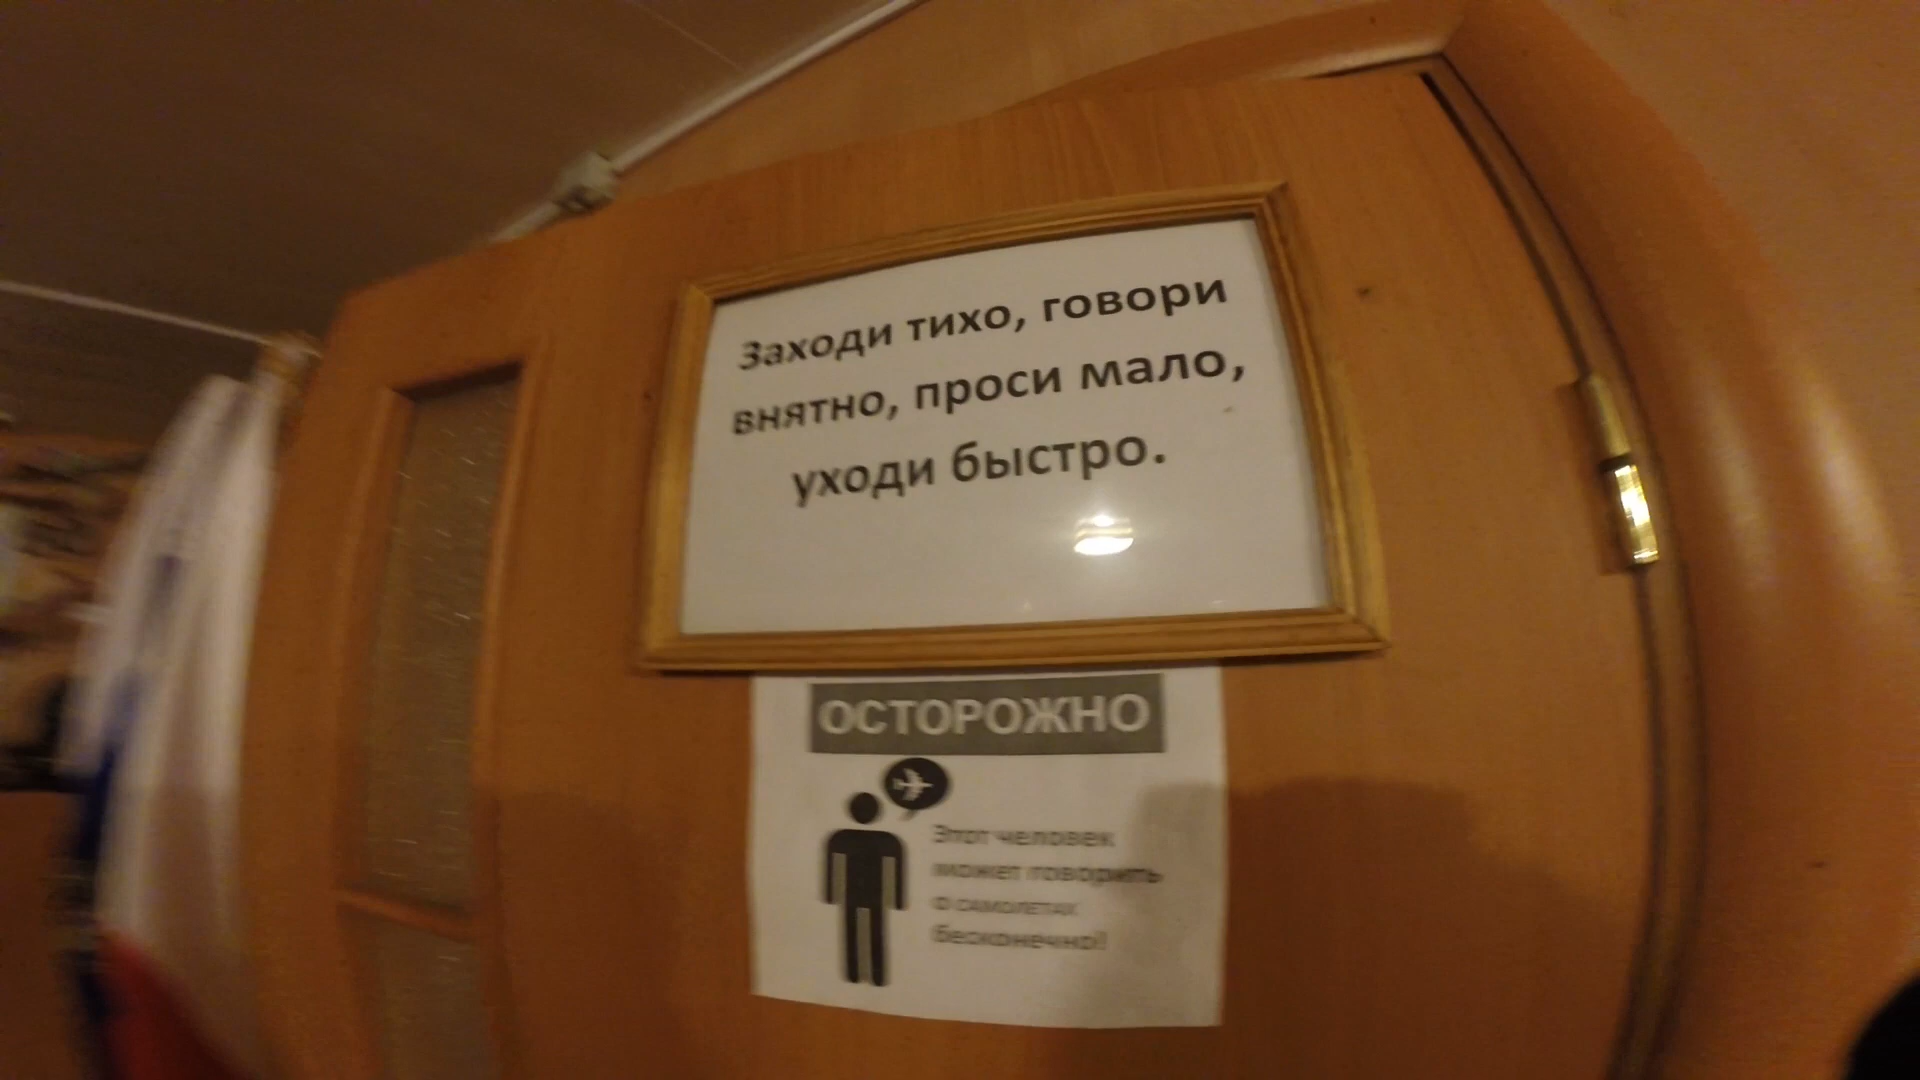 Заходи тихо, говори
внятно, проси мало,
уходи быстро.
ОСТОРОЖНО
Этот человек
может говорить
о самолетах
бесконечно!